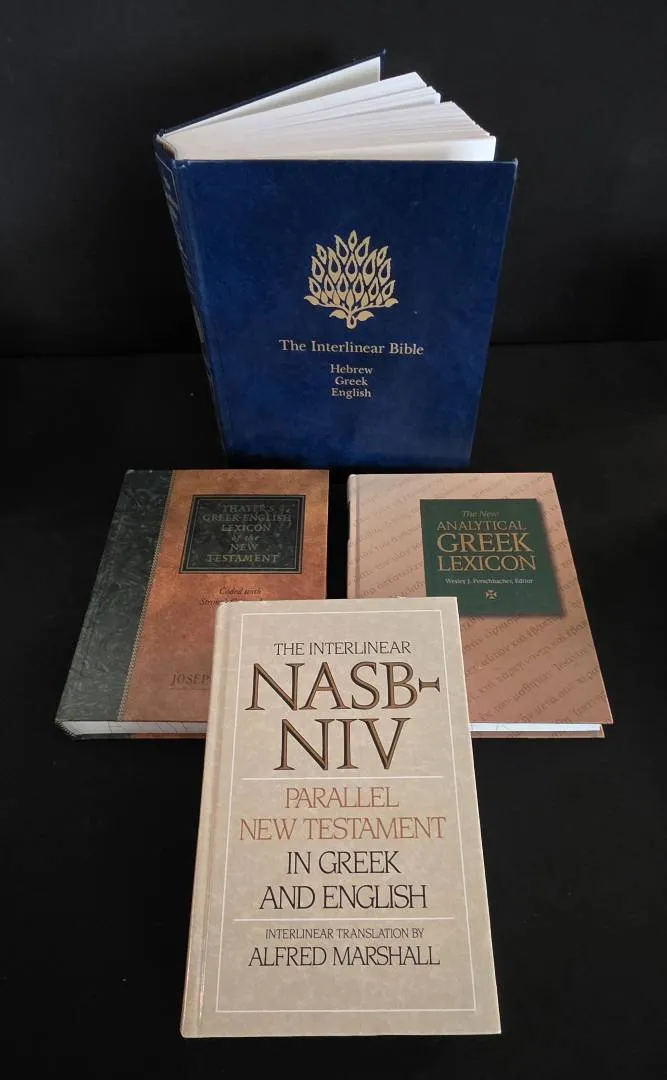 The Interlinear Bible
Hebrew
Greek
English
THAYER'S
GREEK-ENGLISH
LEXICON
of the
NEW
TESTAMENT
Coded with
JOSEP
The New
ANALYTICAL
GREEK
LEXICON
Wesley J. Perschbacher, Editor
THE INTERLINEAR
NASB-
NIV
PARALLEL
NEW TESTAMENT
IN GREEK
AND ENGLISH
INTERLINEAR TRANSLATION BY
ALFRED MARSHALL